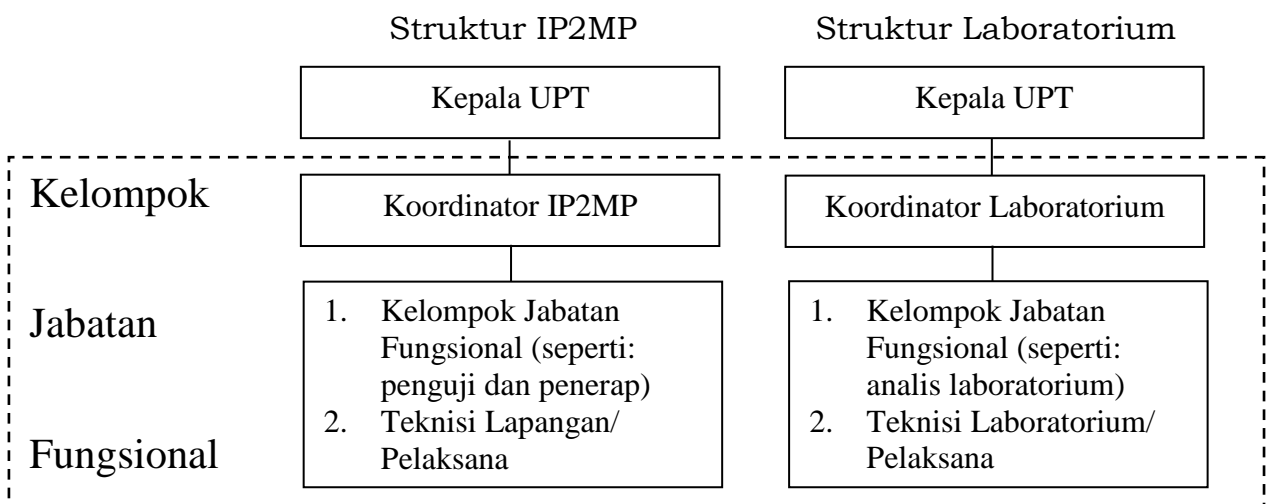 Struktur IP2MP
Struktur Laboratorium
Kepala UPT
Kepala UPT
Kelompok
Jabatan
Fungsional
Koordinator IP2MP
Koordinator Laboratorium
1. Kelompok Jabatan
Fungsional (seperti:
penguji dan penerap)
2. Teknisi Lapangan/
Pelaksana
1. Kelompok Jabatan
Fungsional (seperti:
analis laboratorium)
2. Teknisi Laboratorium/
Pelaksana